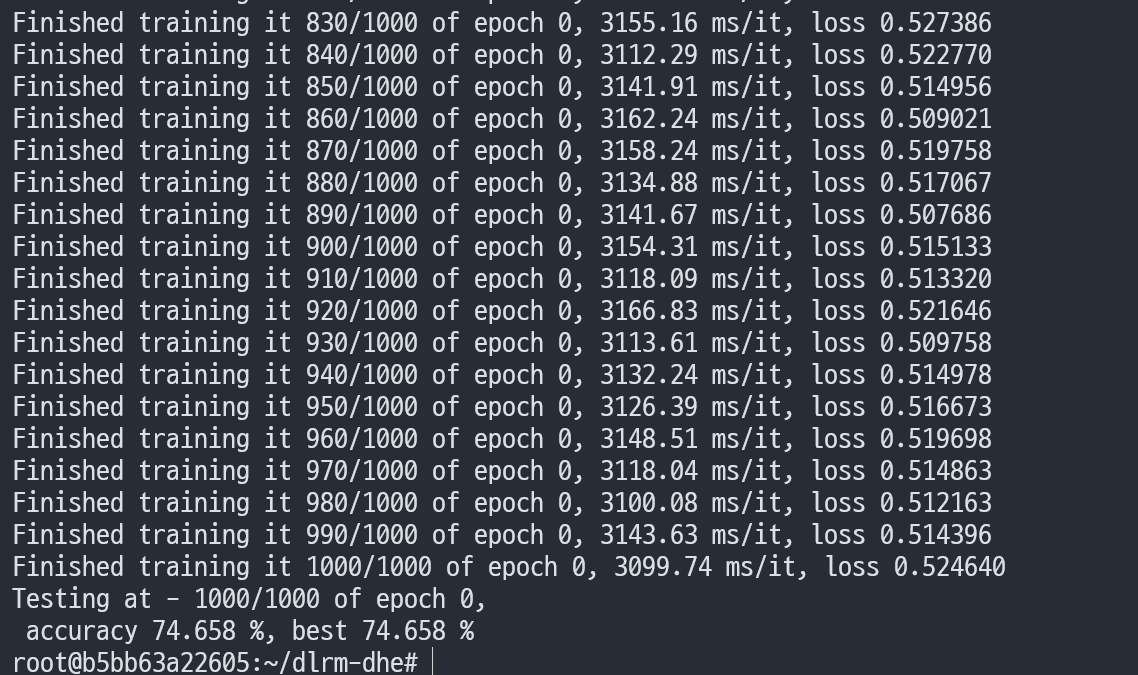 Finished training it 830/1000 of epoch 0, 3155.16 ms/it, loss 0.527386
Finished training it 840/1000 of epoch 0, 3112.29 ms/it, loss 0.522770
Finished training it 850/1000 of epoch 0, 3141.91 ms/it, loss 0.514956
Finished training it 860/1000 of epoch 0, 3162.24 ms/it, loss 0.509021
Finished training it 870/1000 of epoch 0, 3158.24 ms/it, loss 0.519758
Finished training it 880/1000 of epoch 0, 3134.88 ms/it, loss 0.517067
Finished training it 890/1000 of epoch 0, 3141.67 ms/it, loss 0.507686
Finished training it 900/1000 of epoch 0, 3154.31 ms/it, loss 0.515133
Finished training it 910/1000 of epoch 0, 3118.09 ms/it, loss 0.513320
Finished training it 920/1000 of epoch 0, 3166.83 ms/it, loss 0.521646
Finished training it 930/1000 of epoch 0, 3113.61 ms/it, loss 0.509758
Finished training it 940/1000 of epoch 0, 3132.24 ms/it, loss 0.514978
Finished training it 950/1000 of epoch 0, 3126.39 ms/it, loss 0.516673
Finished training it 960/1000 of epoch 0, 3148.51 ms/it, loss 0.519698
Finished training it 970/1000 of epoch 0, 3118.04 ms/it, loss 0.514863
Finished training it 980/1000 of epoch 0, 3100.08 ms/it, loss 0.512163
Finished training it 990/1000 of epoch 0, 3143.63 ms/it, loss 0.514396
Finished training it 1000/1000 of epoch 0, 3099.74 ms/it, loss 0.524640
Testing at - 1000/1000 of epoch 0,
 accuracy 74.658 %, best 74.658 %
root@b5bb63a22605:~/dlrm-dhe#